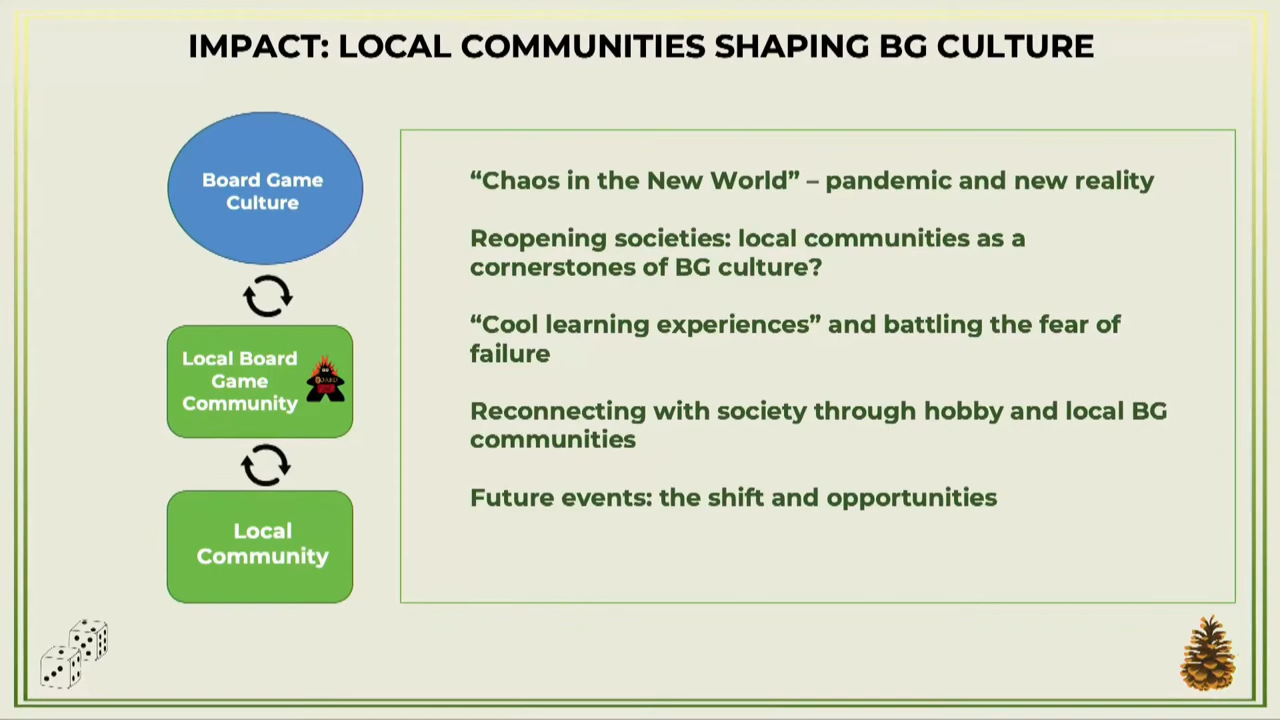 IMPACT: LOCAL COMMUNITIES SHAPING BG CULTURE
Board Game
Culture
Local Board
Game
Community
Local
Community
“Chaos in the New World” – pandemic and new reality
Reopening societies: local communities as a
cornerstones of BG culture?
“Cool learning experiences” and battling the fear of
failure
Reconnecting with society through hobby and local BG
communities
Future events: the shift and opportunities